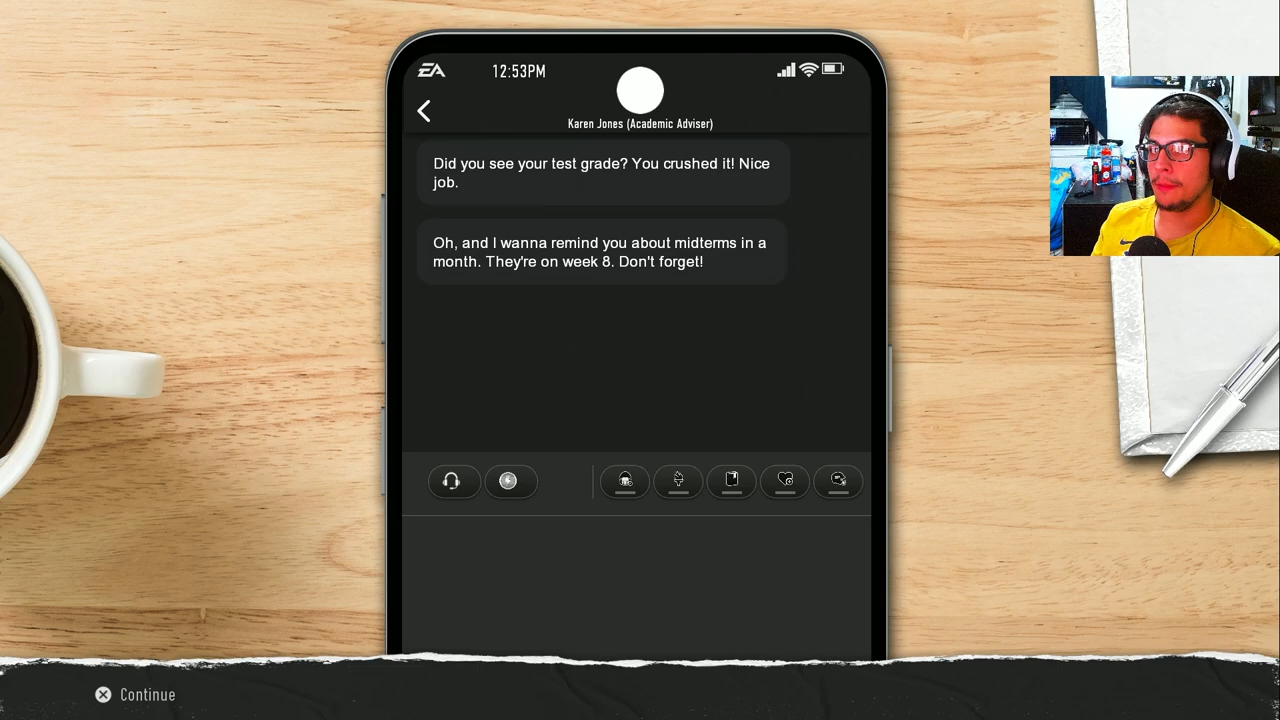 EA
12:53PM
Karen Jones (Academic Adviser)
Did you see your test grade? You crushed it! Nice
job.
Oh, and I wanna remind you about midterms in a
month. They're on week 8. Don't forget!
Continue